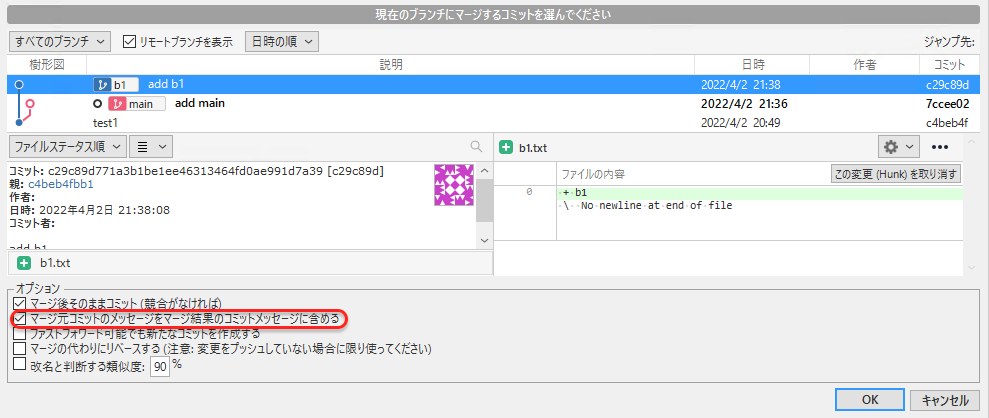 現在のブランチにマージするコミットを選んでください
すべてのブランチ リモートブランチを表示 日時の順 ジャンプ先:
樹形図 説明 日時 作者 コミット
b1 add b1 2022/4/2 21:38 c29c89d
main add main 2022/4/2 21:36 7ccee02
test1 2022/4/2 20:49 c4beb4f
ファイルステータス順
コミット: c29c89d771a3b1be1ee46313464fd0ae991d7a39 [c29c89d]
親: c4beb4fbb1
作者:
日時: 2022年4月2日 21:38:08
コミット者:
add b1
b1.txt
b1.txt
ファイルの内容 この変更 (Hunk) を取り消す
0 + b1
\ No newline at end of file
オプション
マージ後そのままコミット (競合がなければ)
マージ元コミットのメッセージをマージ結果のコミットメッセージに含める
ファストフォワード可能でも新たなコミットを作成する
マージの代わりにリベースする (注意: 変更をプッシュしていない場合に限り使ってください)
改名と判断する類似度: 90 %
OK キャンセル